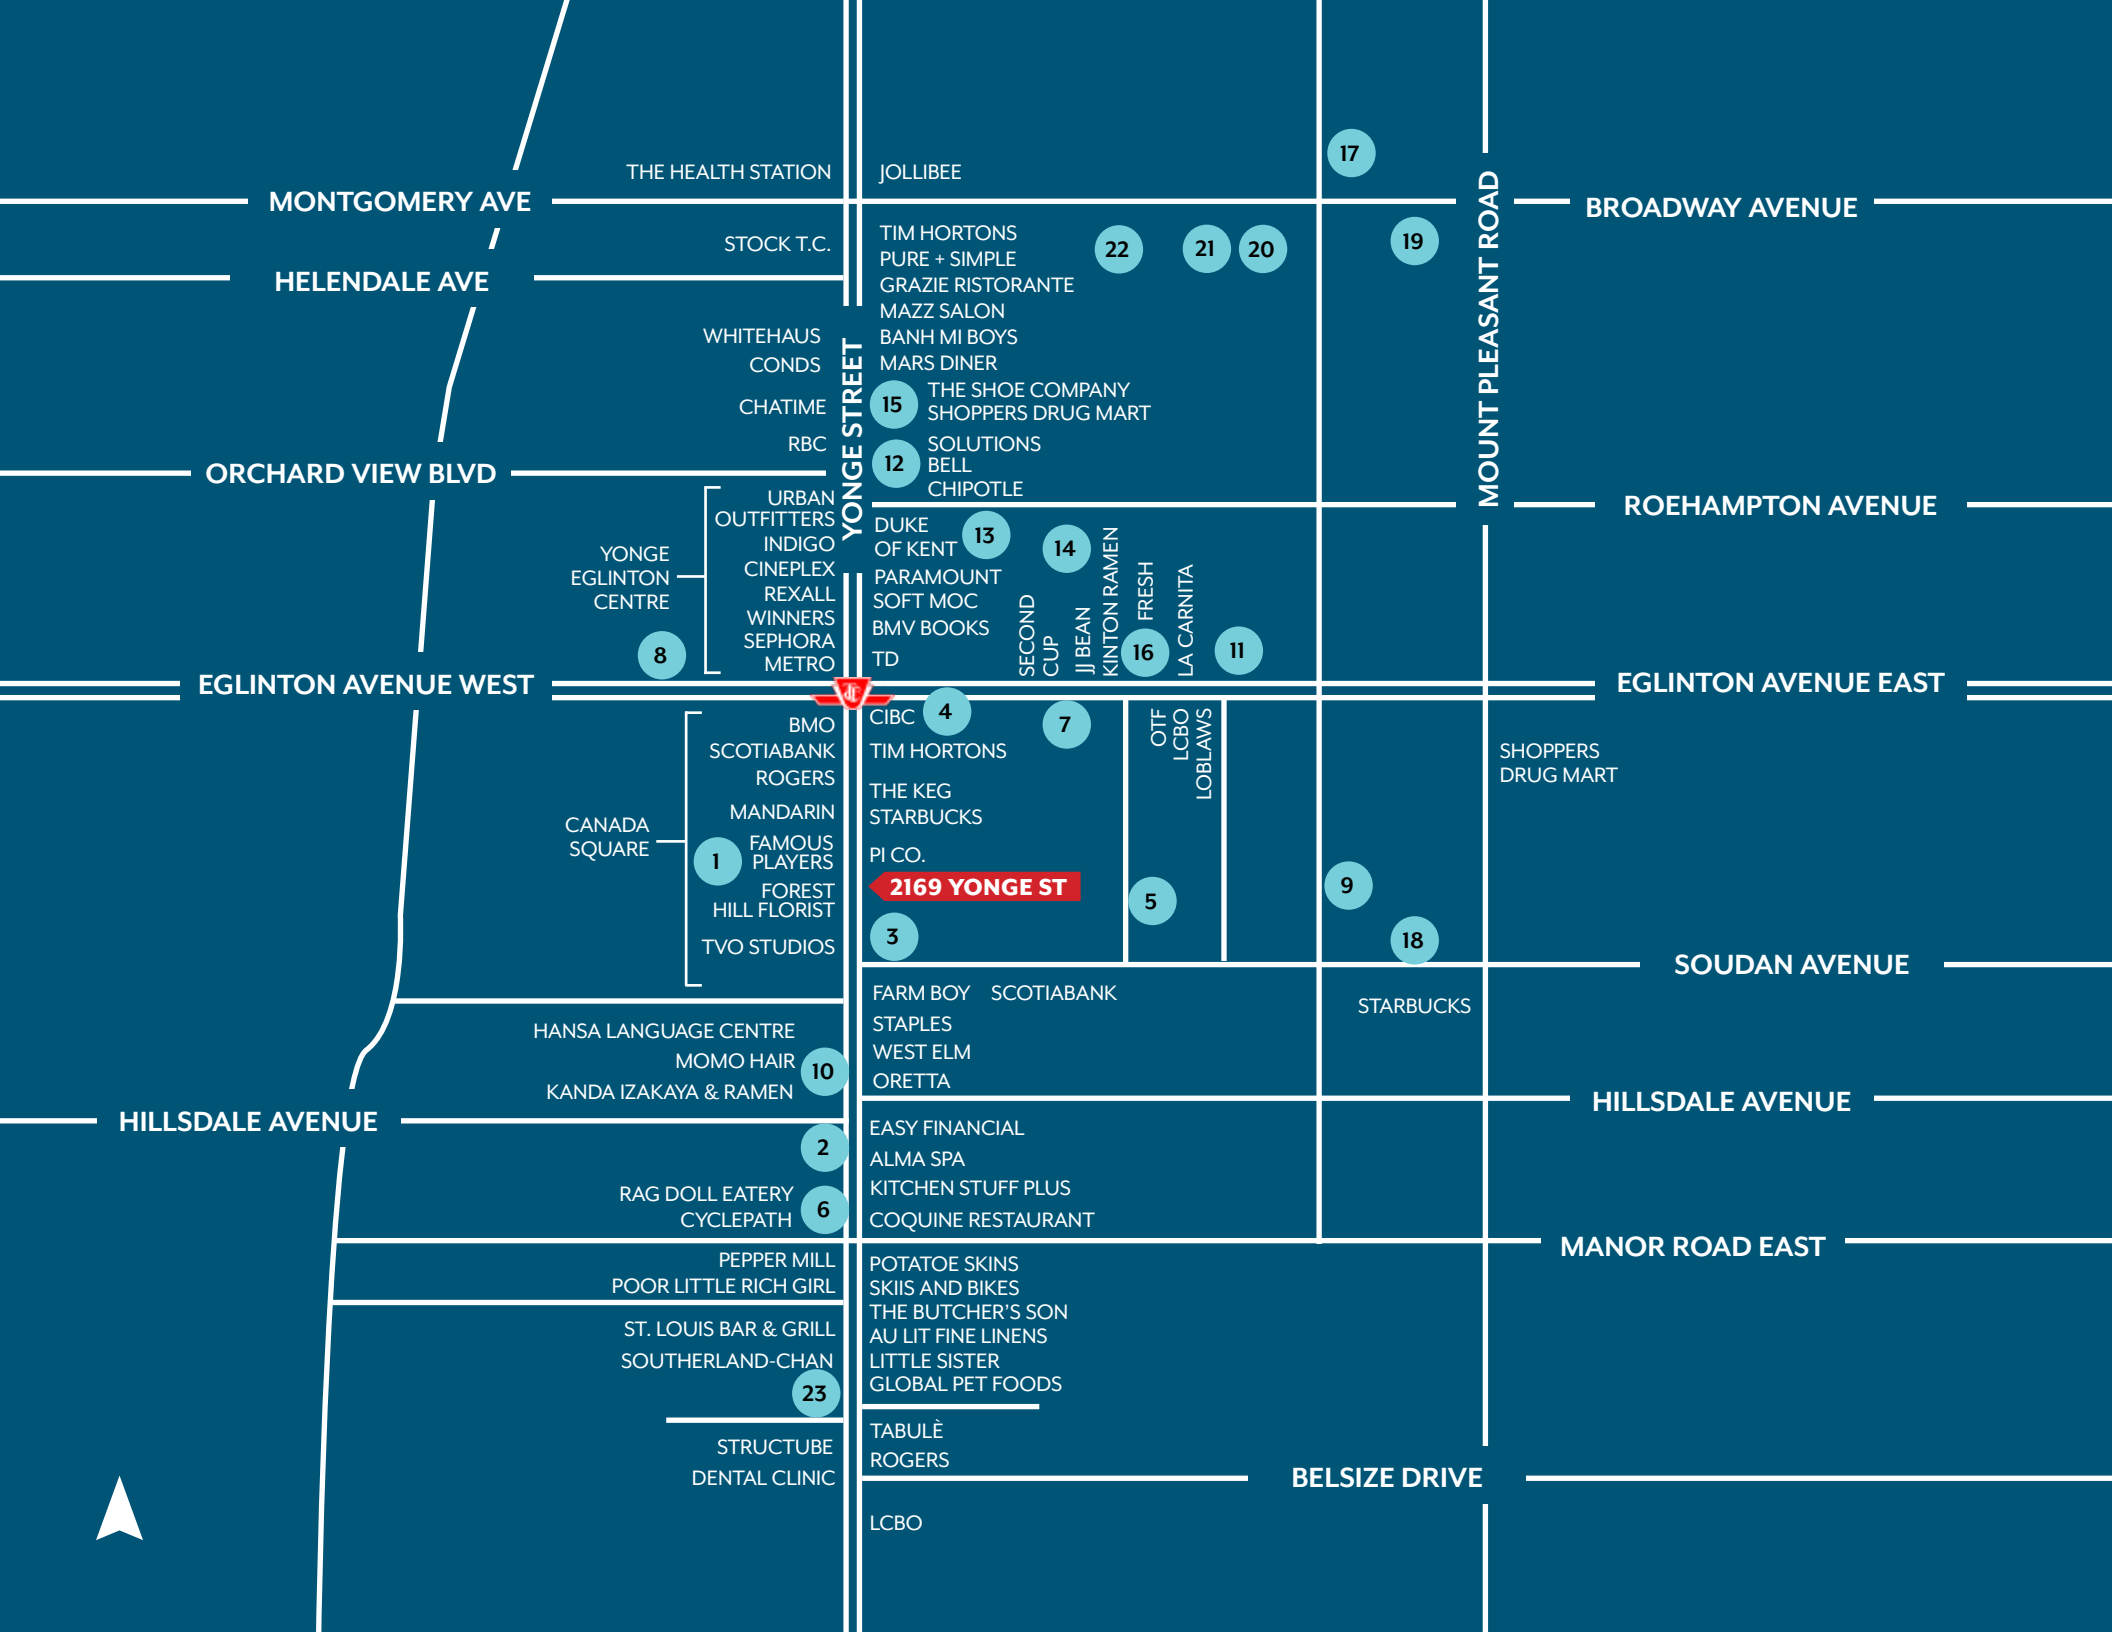 17
THE HEALTH STATION
JOLLIBEE
MONTGOMERY AVE
BROADWAY AVENUE
MOUNT PLEASANT ROAD
STOCK T.C.
TIM HORTONS
PURE + SIMPLE
GRAZIE RISTORANTE
MAZZ SALON
BANH MI BOYS
MARS DINER
22
21
20
19
HELENDALE AVE
WHITEHAUS
CONDS
CHATIME
RBC
YONGE STREET
15
THE SHOE COMPANY
SHOPPERS DRUG MART
12
SOLUTIONS
BELL
CHIPOTLE
ORCHARD VIEW BLVD
ROEHAMPTON AVENUE
YONGE
EGLINTON
CENTRE
URBAN
OUTFITTERS
INDIGO
CINEPLEX
REXALL
WINNERS
SEPHORA
METRO
8
DUKE
OF KENT
13
PARAMOUNT
SOFT MOC
BMV BOOKS
TD
14
SECOND
CUP
JJ BEAN
KINTON RAMEN
FRESH
16
LA CARNITA
11
EGLINTON AVENUE WEST
EGLINTON AVENUE EAST
CANADA
SQUARE
BMO
SCOTIABANK
ROGERS
MANDARIN
1
FAMOUS
PLAYERS
FOREST
HILL FLORIST
TVO STUDIOS
CIBC
4
TIM HORTONS
THE KEG
STARBUCKS
PI CO.
2169 YONGE ST
3
7
OTF
LCBO
LOBLAWS
5
9
18
SHOPPERS
DRUG MART
SOUDAN AVENUE
FARM BOY
SCOTIABANK
STAPLES
WEST ELM
ORETTA
STARBUCKS
HANSA LANGUAGE CENTRE
MOMO HAIR
10
KANDA IZAKAYA & RAMEN
HILLSDALE AVENUE
HILLSDALE AVENUE
2
RAG DOLL EATERY
CYCLEPATH
6
EASY FINANCIAL
ALMA SPA
KITCHEN STUFF PLUS
COQUINE RESTAURANT
MANOR ROAD EAST
PEPPER MILL
POOR LITTLE RICH GIRL
POTATOE SKINS
SKIIS AND BIKES
THE BUTCHER'S SON
AU LIT FINE LINENS
LITTLE SISTER
GLOBAL PET FOODS
ST. LOUIS BAR & GRILL
SOUTHERLAND-CHAN
23
STRUCTUBE
DENTAL CLINIC
TABULÈ
ROGERS
BELSIZE DRIVE
LCBO